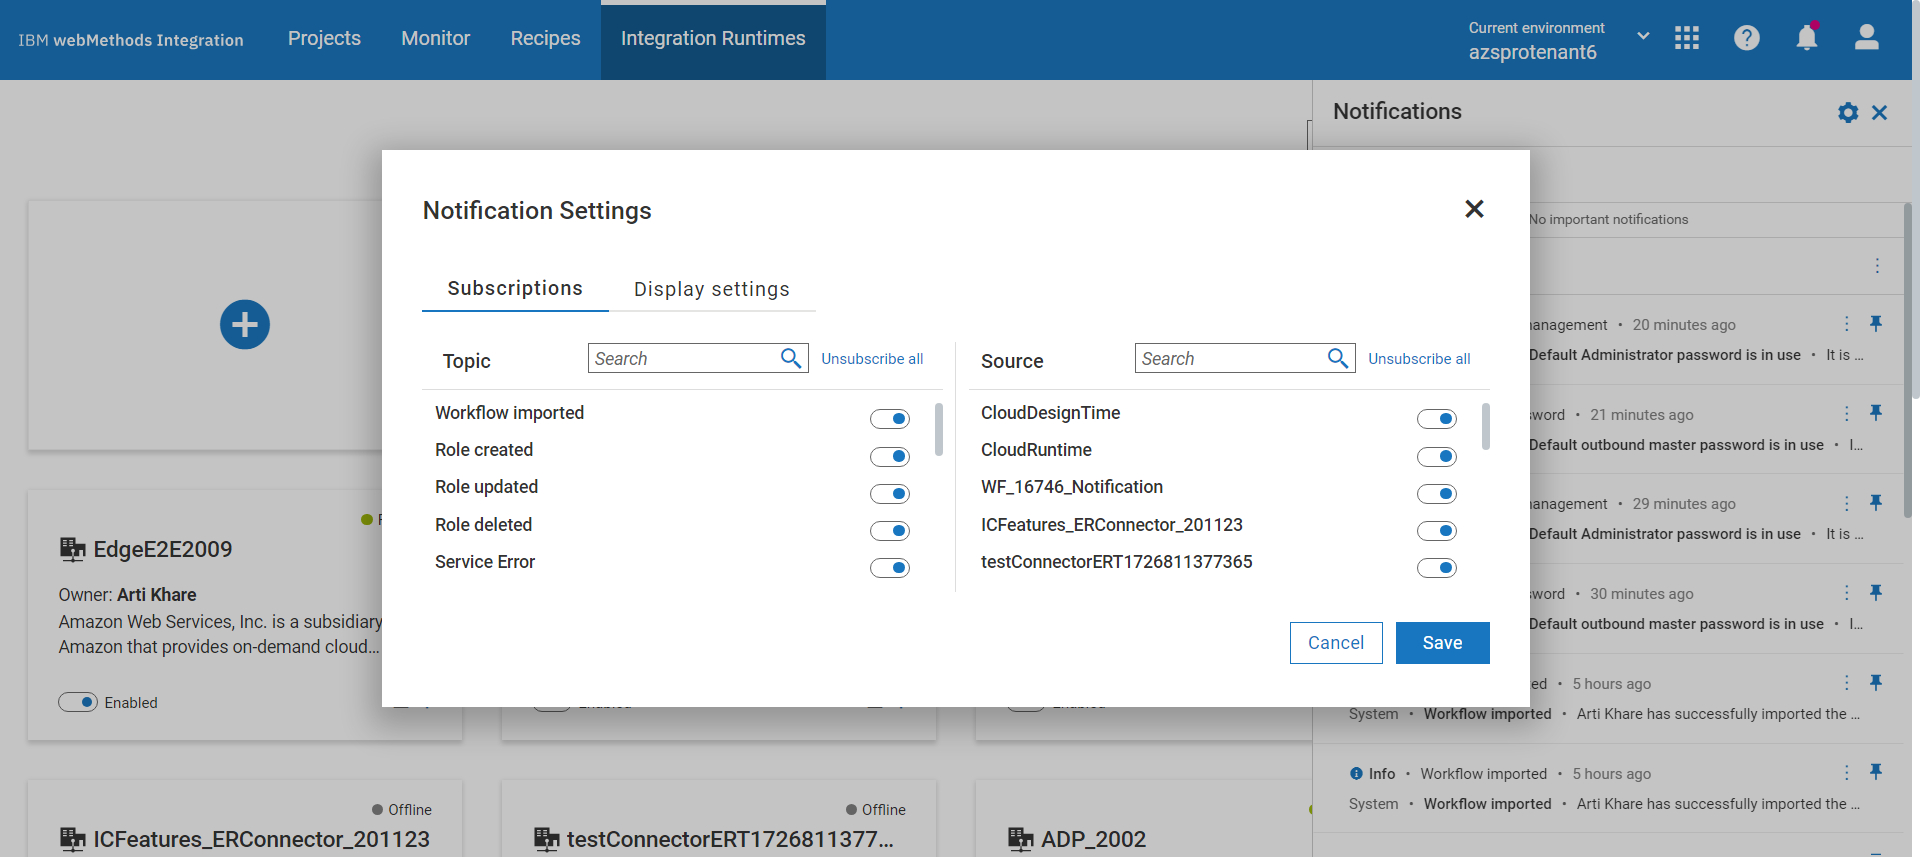 IBM webMethods Integration
Projects
Monitor
Recipes
Integration Runtimes
Current environment
azsprotenant6
Notifications
Notification Settings
No important notifications
Subscriptions
Display settings
Topic
Search
Unsubscribe all
Source
Search
Unsubscribe all
Workflow imported
Role created
Role updated
Role deleted
Service Error
CloudDesignTime
CloudRuntime
WF_16746_Notification
ICFeatures_ERConnector_201123
testConnectorERT1726811377365
Cancel
Save
20 minutes ago
Default Administrator password is in use • It is ...
21 minutes ago
Default outbound master password is in use • I...
29 minutes ago
Default Administrator password is in use • It is ...
30 minutes ago
Default outbound master password is in use • I...
5 hours ago
System • Workflow imported • Arti Khare has successfully imported the ...
Info • Workflow imported • 5 hours ago
System • Workflow imported • Arti Khare has successfully imported the ...
EdgeE2E2009
Owner: Arti Khare
Amazon Web Services, Inc. is a subsidiary
Amazon that provides on-demand cloud...
Enabled
Offline
ICFeatures_ERConnector_201123
Offline
testConnectorERT1726811377...
ADP_2002